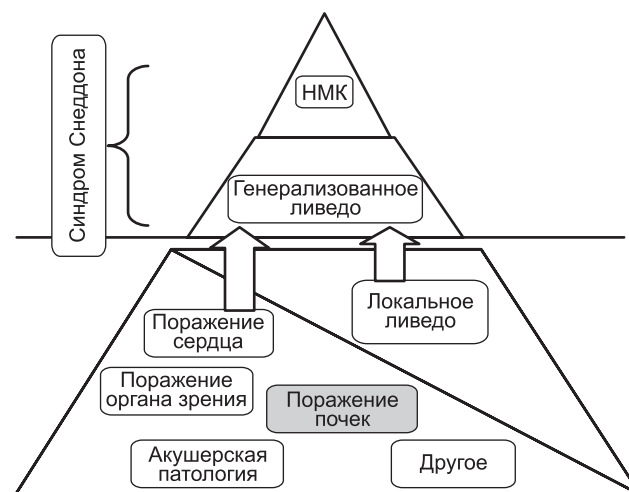 Синдром Снеддона
НМК
Генерализованное
ливедо
Локальное
ливедо
Поражение
сердца
Поражение
органа зрения
Поражение
почек
Акушерская
патология
Другое